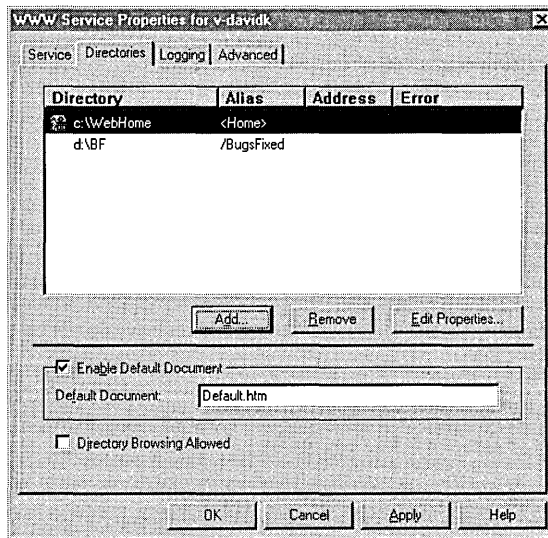 WWW Service Properties for v-davidk
Service Directories Logging Advanced
Directory Alias Address Error
c:\WebHome <Home>
d:\BF /BugsFixed
Add... Remove Edit Properties...
Enable Default Document
Default Document: Default.htm
Directory Browsing Allowed
OK Cancel Apply Help